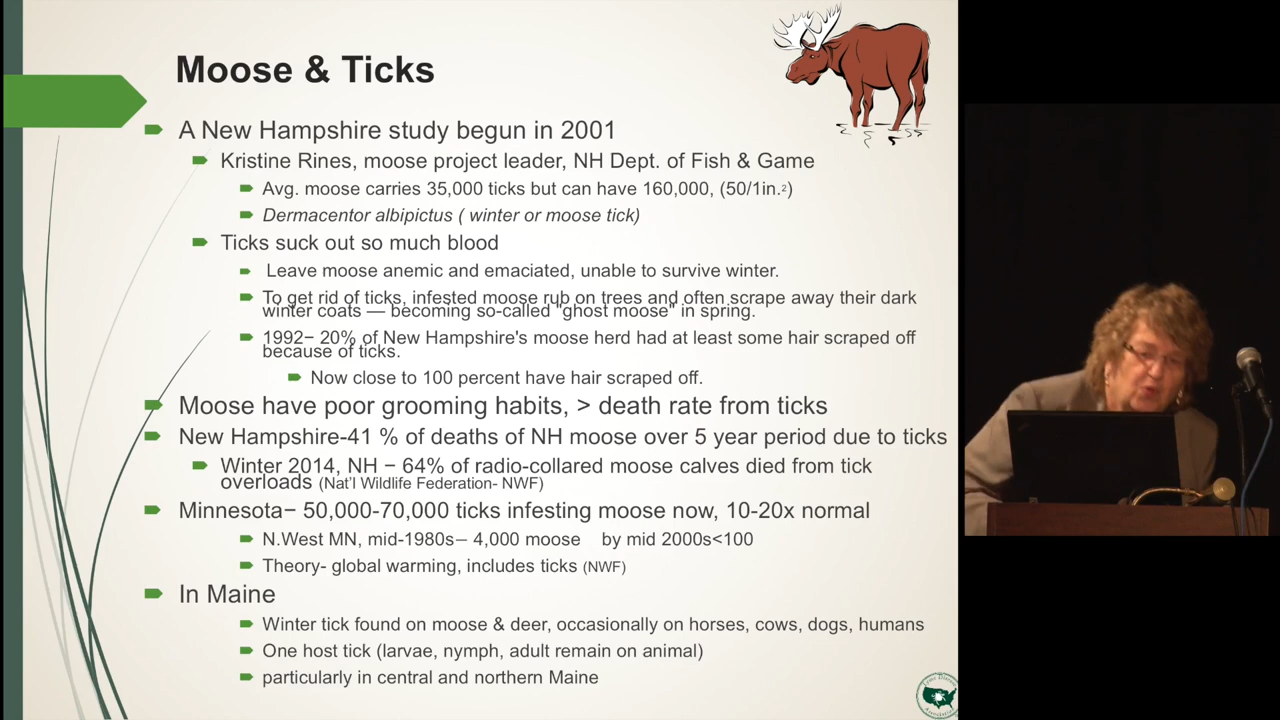 Moose & Ticks
A New Hampshire study begun in 2001
Kristine Rines, moose project leader, NH Dept. of Fish & Game
Avg. moose carries 35,000 ticks but can have 160,000, (50/1in.²)
Dermacentor albipictus ( winter or moose tick)
Ticks suck out so much blood
Leave moose anemic and emaciated, unable to survive winter.
To get rid of ticks, infested moose rub on trees and often scrape away their dark
winter coats — becoming so-called "ghost moose" in spring.
1992− 20% of New Hampshire's moose herd had at least some hair scraped off
because of ticks.
Now close to 100 percent have hair scraped off.
Moose have poor grooming habits, > death rate from ticks
New Hampshire-41 % of deaths of NH moose over 5 year period due to ticks
Winter 2014, NH − 64% of radio-collared moose calves died from tick
overloads (Nat'l Wildlife Federation- NWF)
Minnesota− 50,000-70,000 ticks infesting moose now, 10-20x normal
N.West MN, mid-1980s− 4,000 moose by mid 2000s<100
Theory- global warming, includes ticks (NWF)
In Maine
Winter tick found on moose & deer, occasionally on horses, cows, dogs, humans
One host tick (larvae, nymph, adult remain on animal)
particularly in central and northern Maine
Lyme Disease
Association